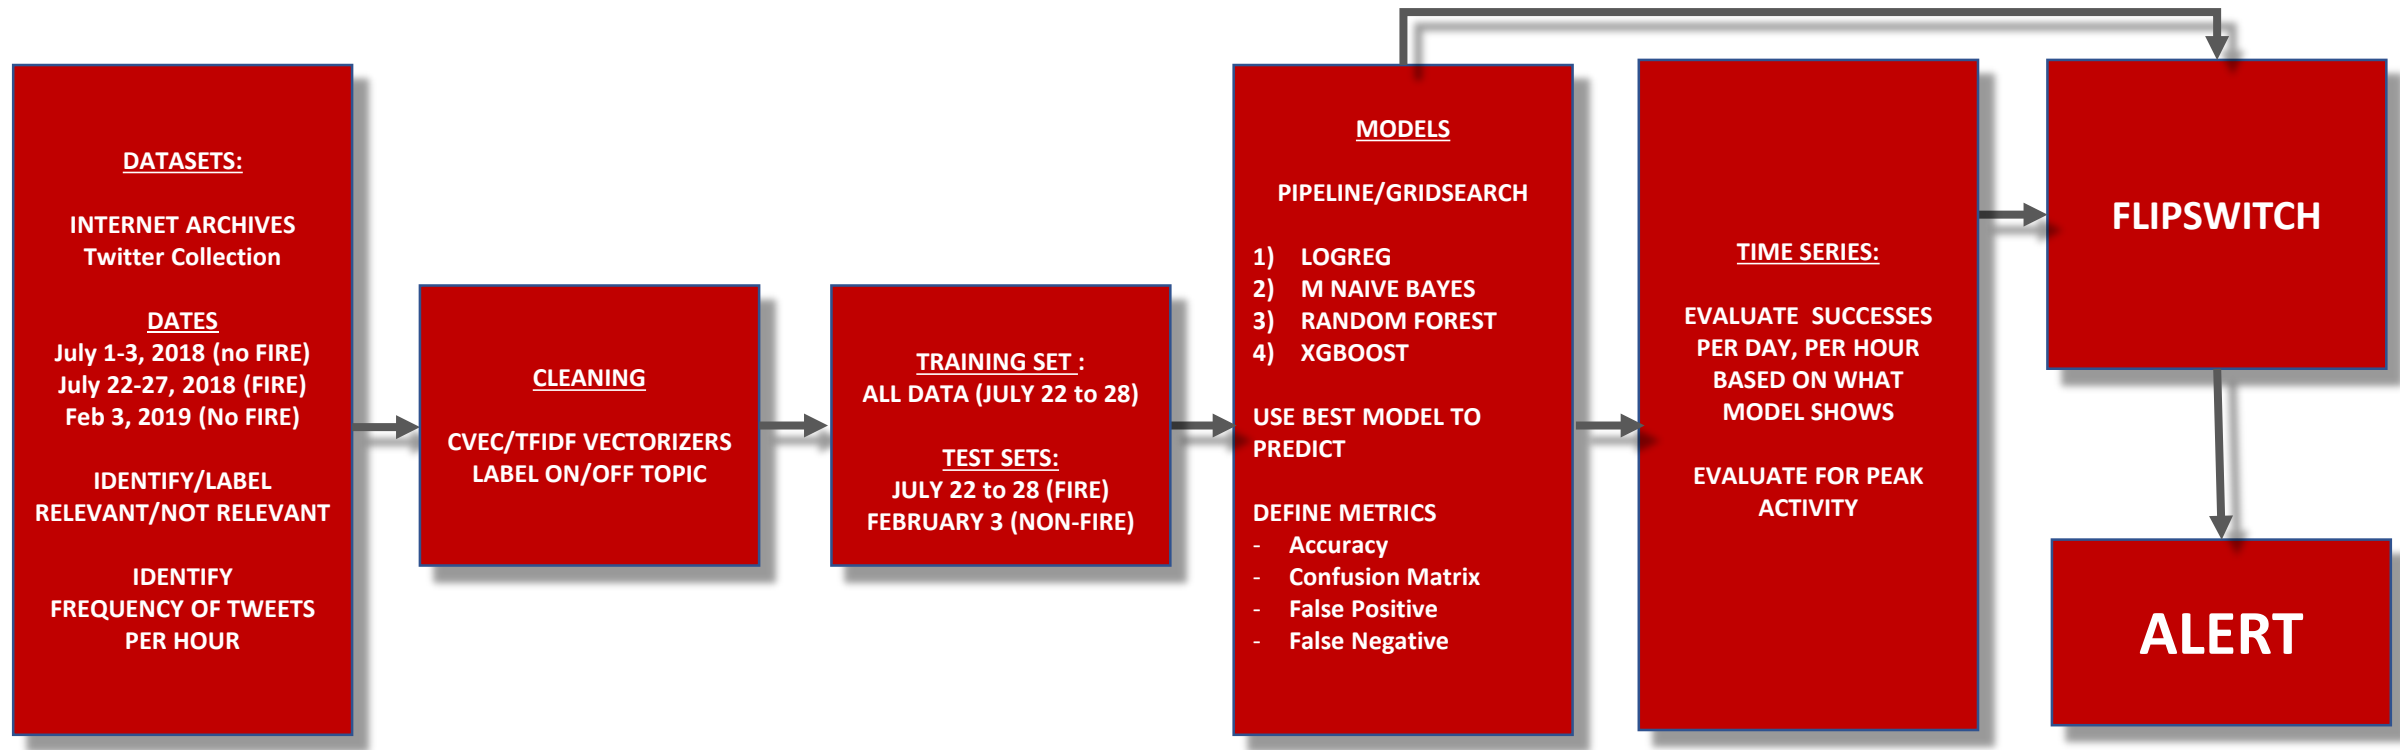 DATASETS:
INTERNET ARCHIVES
Twitter Collection
DATES
July 1-3, 2018 (no FIRE)
July 22-27, 2018 (FIRE)
Feb 3, 2019 (No FIRE)
IDENTIFY/LABEL
RELEVANT/NOT RELEVANT
IDENTIFY
FREQUENCY OF TWEETS
PER HOUR
CLEANING
CVEC/TFIDF VECTORIZERS
LABEL ON/OFF TOPIC
TRAINING SET :
ALL DATA (JULY 22 to 28)
TEST SETS:
JULY 22 to 28 (FIRE)
FEBRUARY 3 (NON-FIRE)
MODELS
PIPELINE/GRIDSEARCH
1) LOGREG
2) M NAIVE BAYES
3) RANDOM FOREST
4) XGBOOST
USE BEST MODEL TO
PREDICT
DEFINE METRICS
- Accuracy
- Confusion Matrix
- False Positive
- False Negative
TIME SERIES:
EVALUATE SUCCESSES
PER DAY, PER HOUR
BASED ON WHAT
MODEL SHOWS
EVALUATE FOR PEAK
ACTIVITY
FLIPSWITCH
ALERT